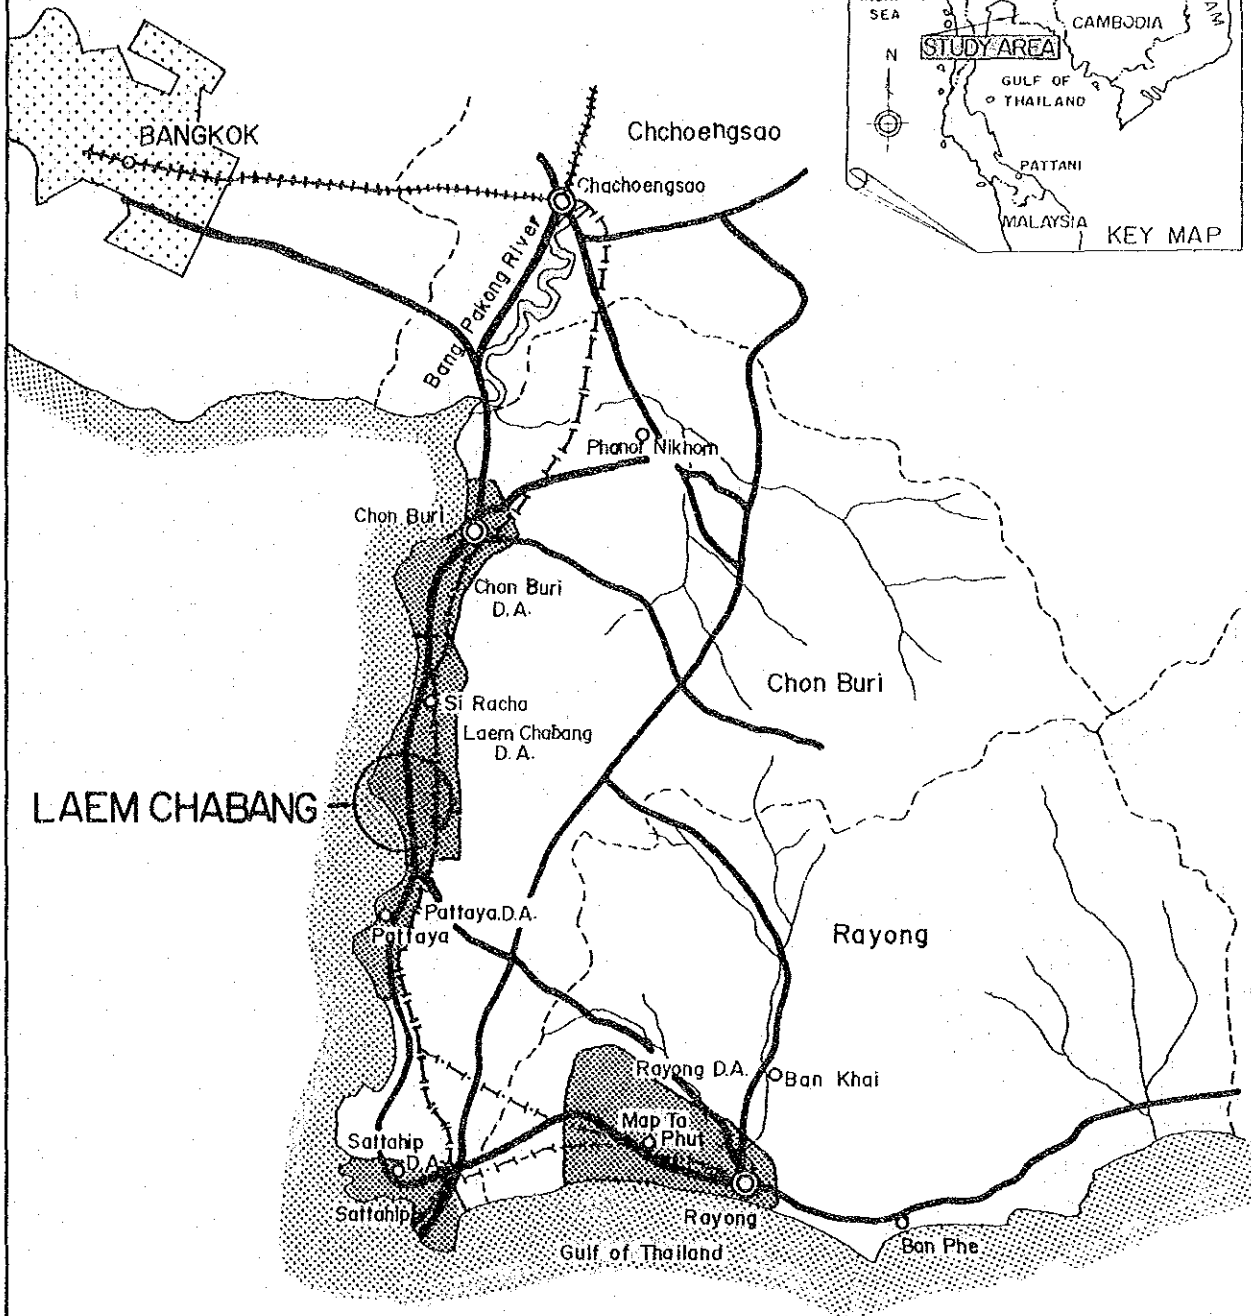 SEA
CAMBODIA
N
STUDY AREA
GULF OF
THAILAND
PATTANI
MALAYSIA
KEY MAP
BANGKOK
Chchoengsao
Chachoengsao
Bang Pakong River
Phanot Nikhom
Chon Buri
Chon Buri
D.A.
Chon Buri
Si Racha
Laem Chabang
D.A.
LAEM CHABANG
Pattaya.D.A.
Pattaya
Rayong
Rayong D.A.
Ban Khai
Map Ta
Phut
Sattahip
D.A.
Sattahip
Rayong
Ban Phe
Gulf of Thailand